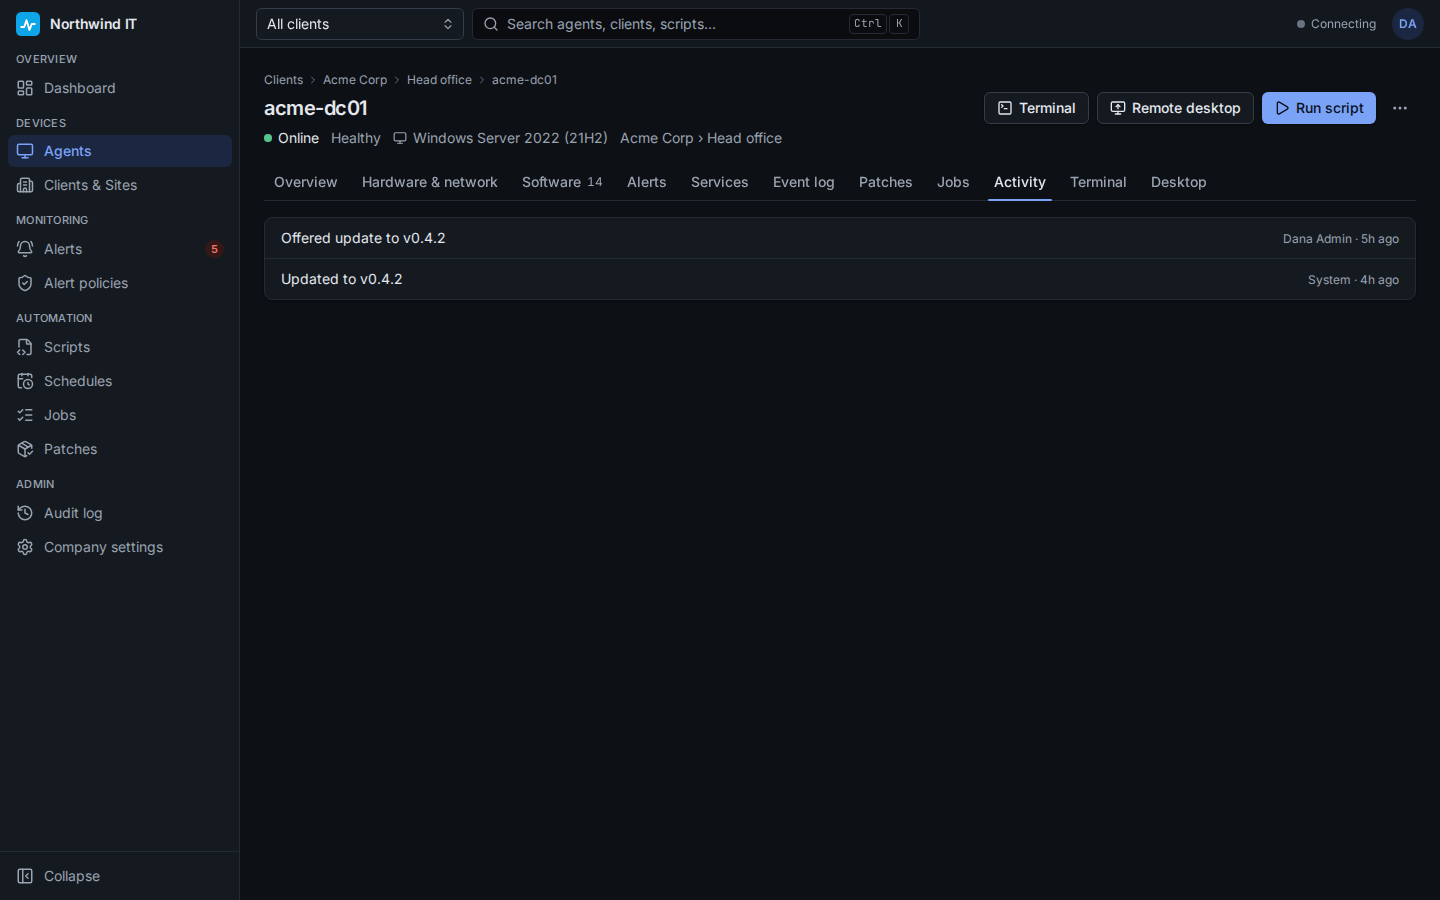 Northwind IT
All clients
Search agents, clients, scripts...
Ctrl K
Connecting
DA
OVERVIEW
Dashboard
DEVICES
Agents
Clients & Sites
MONITORING
Alerts
5
Alert policies
AUTOMATION
Scripts
Schedules
Jobs
Patches
ADMIN
Audit log
Company settings
Collapse
Clients › Acme Corp › Head office › acme-dc01
acme-dc01
Terminal
Remote desktop
Run script
Online Healthy Windows Server 2022 (21H2) Acme Corp › Head office
Overview Hardware & network Software 14 Alerts Services Event log Patches Jobs Activity Terminal Desktop
Offered update to v0.4.2
Dana Admin · 5h ago
Updated to v0.4.2
System · 4h ago